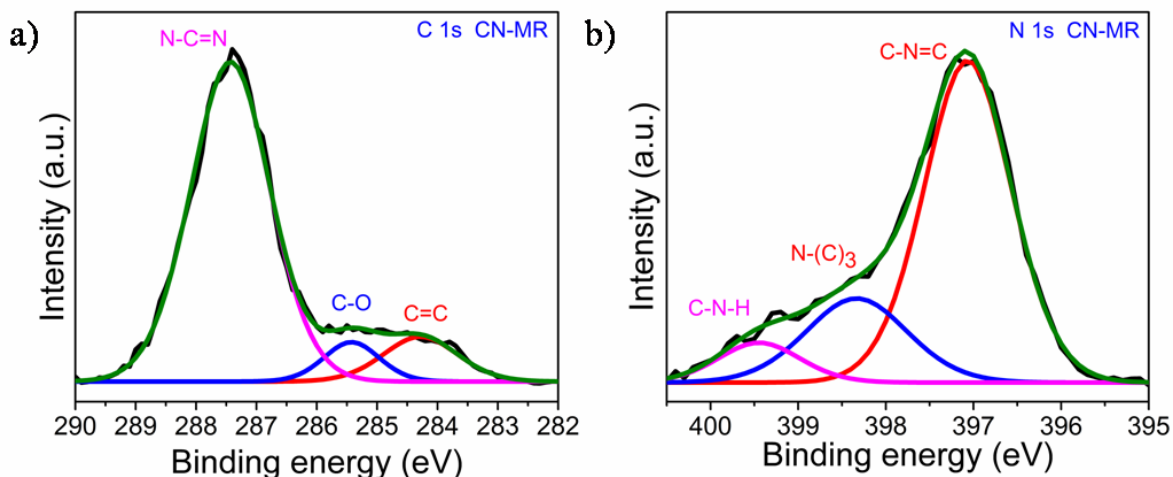 a)
C 1s CN-MR
N-C=N
C-O
C=C
Intensity (a.u.)
290 289 288 287 286 285 284 283 282
Binding energy (eV)
b)
N 1s CN-MR
C-N=C
N-(C)3
C-N-H
Intensity (a.u.)
400 399 398 397 396 395
Binding energy (eV)